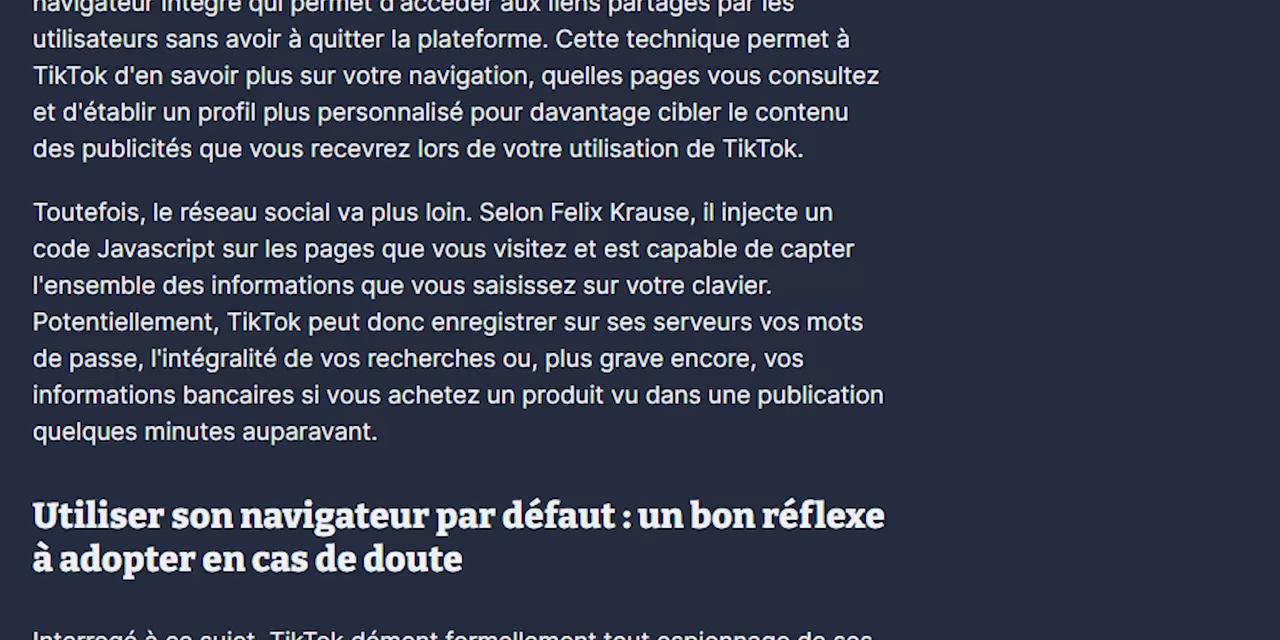 navigateur intégré qui permet d'accéder aux liens partagés par les
utilisateurs sans avoir à quitter la plateforme. Cette technique permet à
TikTok d'en savoir plus sur votre navigation, quelles pages vous consultez
et d'établir un profil plus personnalisé pour davantage cibler le contenu
des publicités que vous recevrez lors de votre utilisation de TikTok.
Toutefois, le réseau social va plus loin. Selon Felix Krause, il injecte un
code Javascript sur les pages que vous visitez et est capable de capter
l'ensemble des informations que vous saisissez sur votre clavier.
Potentiellement, TikTok peut donc enregistrer sur ses serveurs vos mots
de passe, l'intégralité de vos recherches ou, plus grave encore, vos
informations bancaires si vous achetez un produit vu dans une publication
quelques minutes auparavant.
Utiliser son navigateur par défaut : un bon réflexe
à adopter en cas de doute
Interrogé à ce sujet, TikTok dément formellement tout espionnage de ses